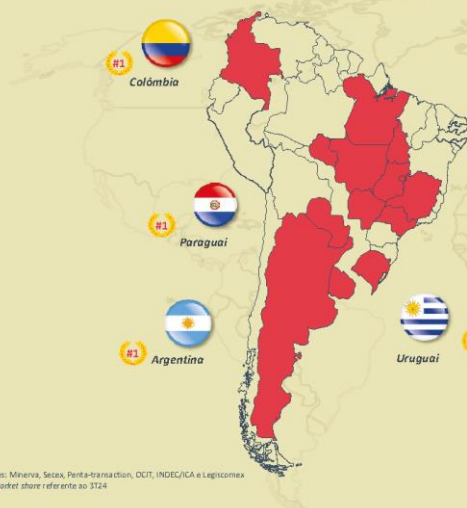 #1
Colômbia
#1
Paraguai
#1
Argentina
Uruguai
Minerva, Secex, Penta-transaction, OCIT, INDEC/ICA e Legiscomex
market share referente ao 3T24